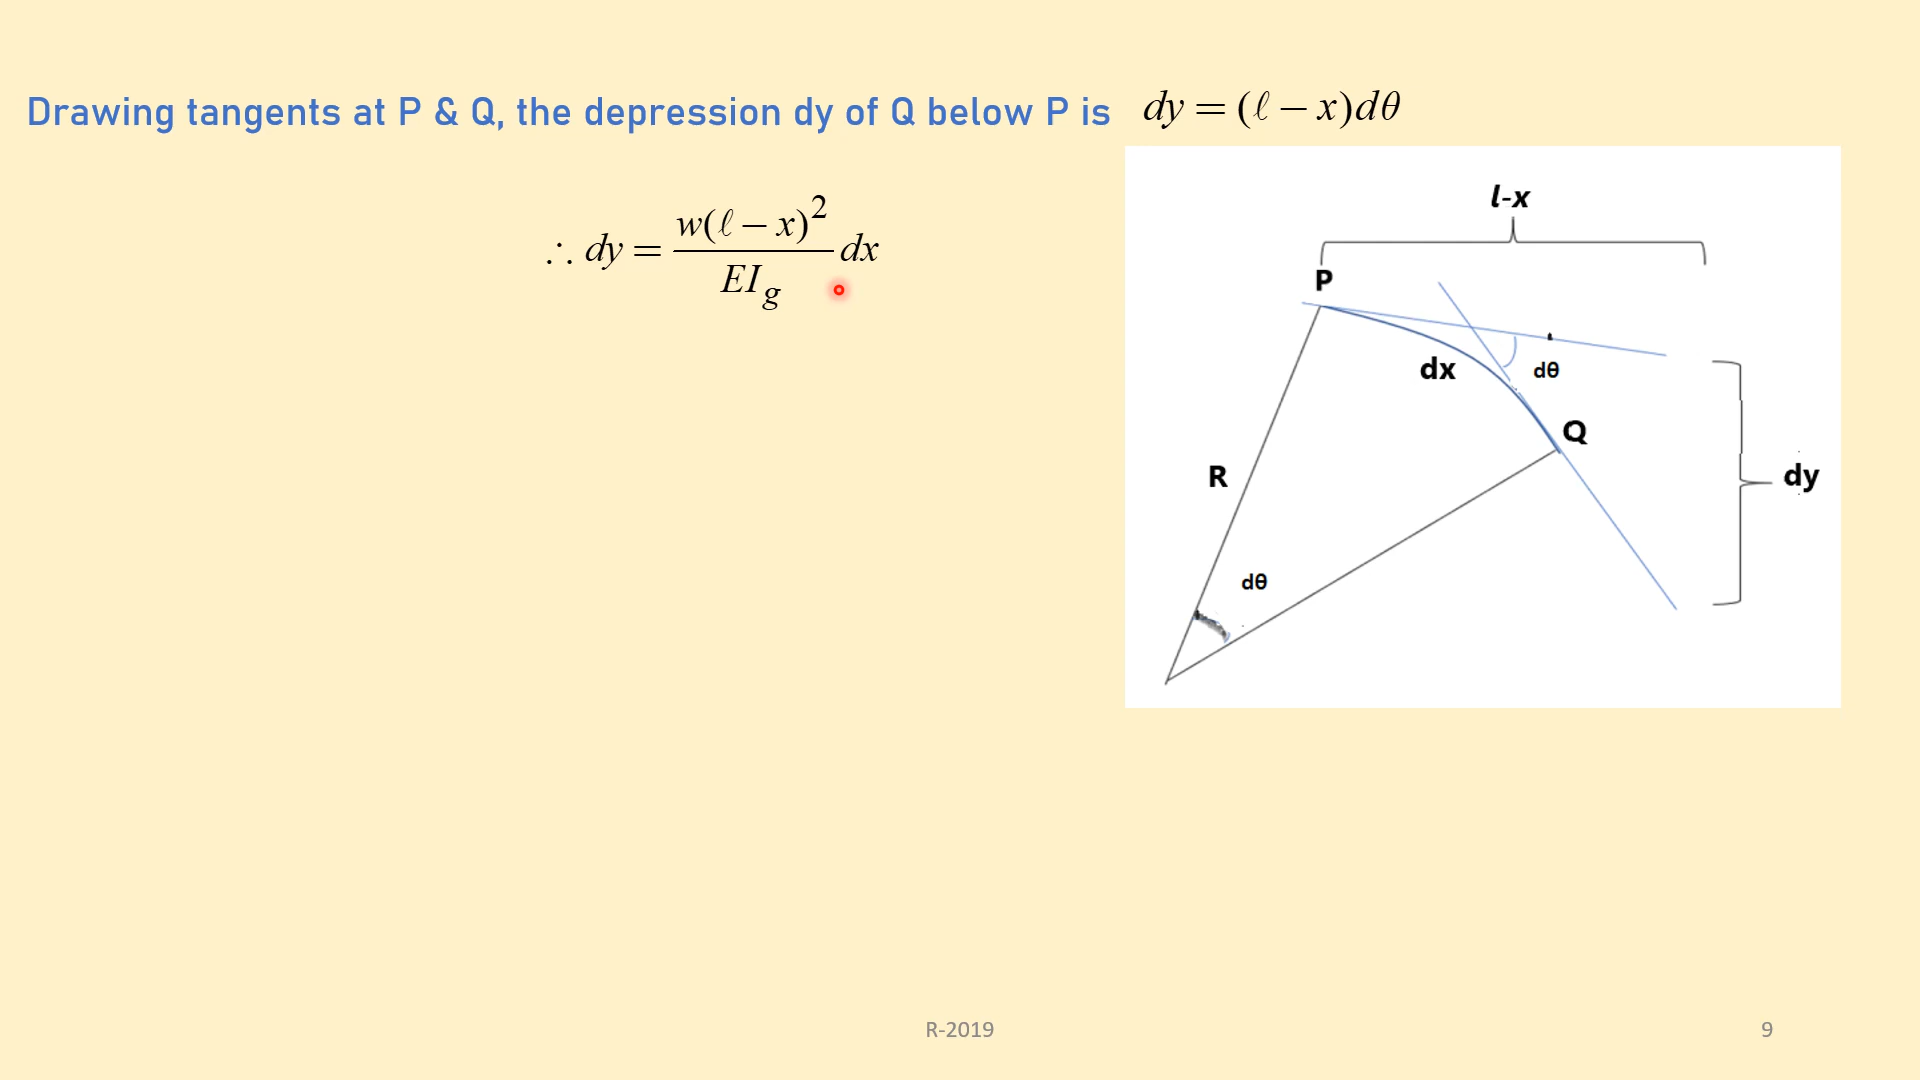 Drawing tangents at P & Q, the depression dy of Q below P is dy = (ℓ − x)dθ
∴ dy = w(ℓ − x)² / EI_g dx
l-x
P
dx
dθ
Q
R
dy
dθ
R-2019
9